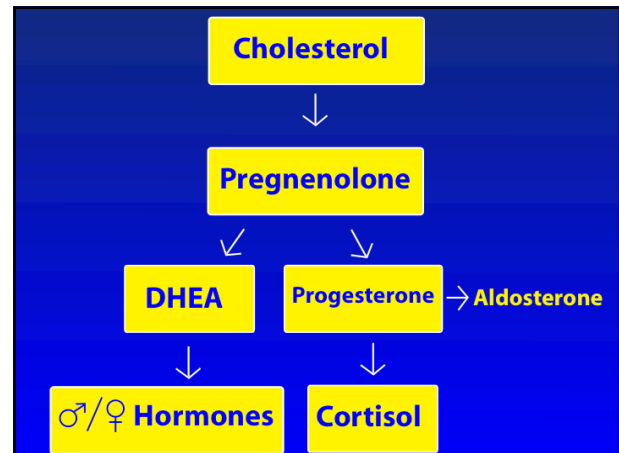 Cholesterol
Pregnenolone
DHEA
Progesterone
Aldosterone
♂/♀ Hormones
Cortisol